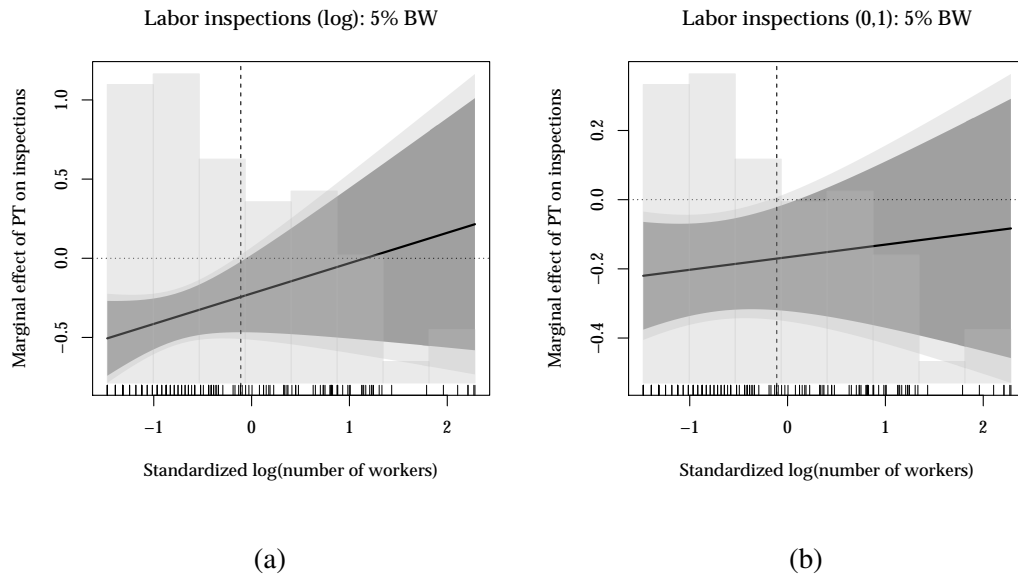 Labor inspections (log): 5% BW
Marginal effect of PT on inspections
1.0
0.5
0.0
−0.5
−1
0
1
2
Standardized log(number of workers)
(a)
Labor inspections (0,1): 5% BW
Marginal effect of PT on inspections
0.2
0.0
−0.2
−0.4
−1
0
1
2
Standardized log(number of workers)
(b)